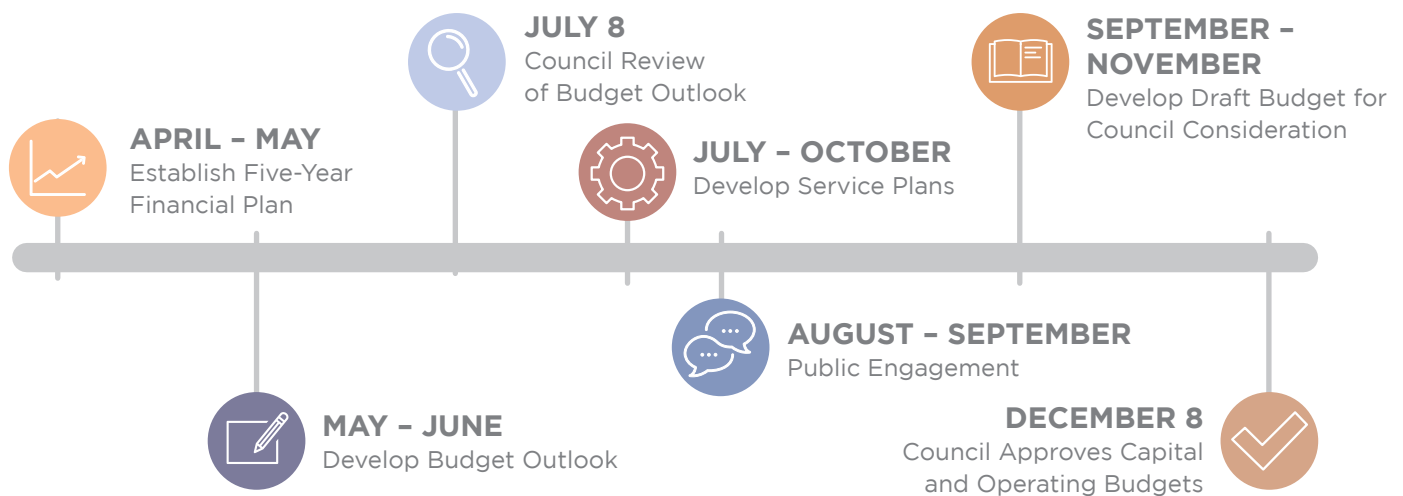 APRIL – MAY
Establish Five-Year
Financial Plan
MAY – JUNE
Develop Budget Outlook
JULY 8
Council Review
of Budget Outlook
JULY – OCTOBER
Develop Service Plans
AUGUST – SEPTEMBER
Public Engagement
SEPTEMBER –
NOVEMBER
Develop Draft Budget for
Council Consideration
DECEMBER 8
Council Approves Capital
and Operating Budgets